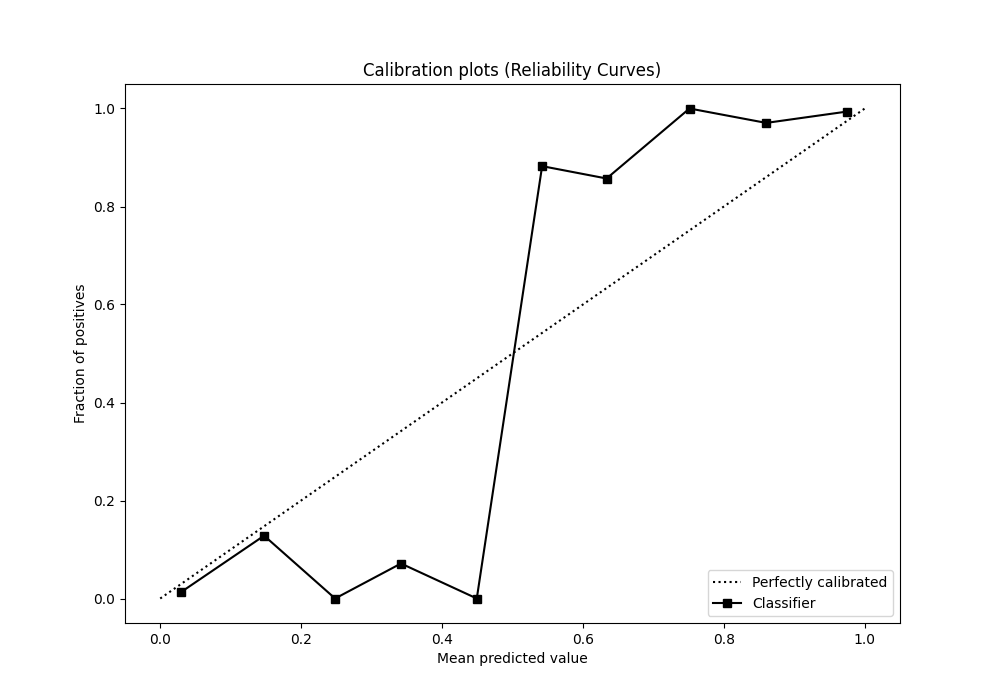 Calibration plots (Reliability Curves)
1.0
0.8
0.6
0.4
0.2
0.0
Fraction of positives
0.0 0.2 0.4 0.6 0.8 1.0
Mean predicted value
Perfectly calibrated
Classifier